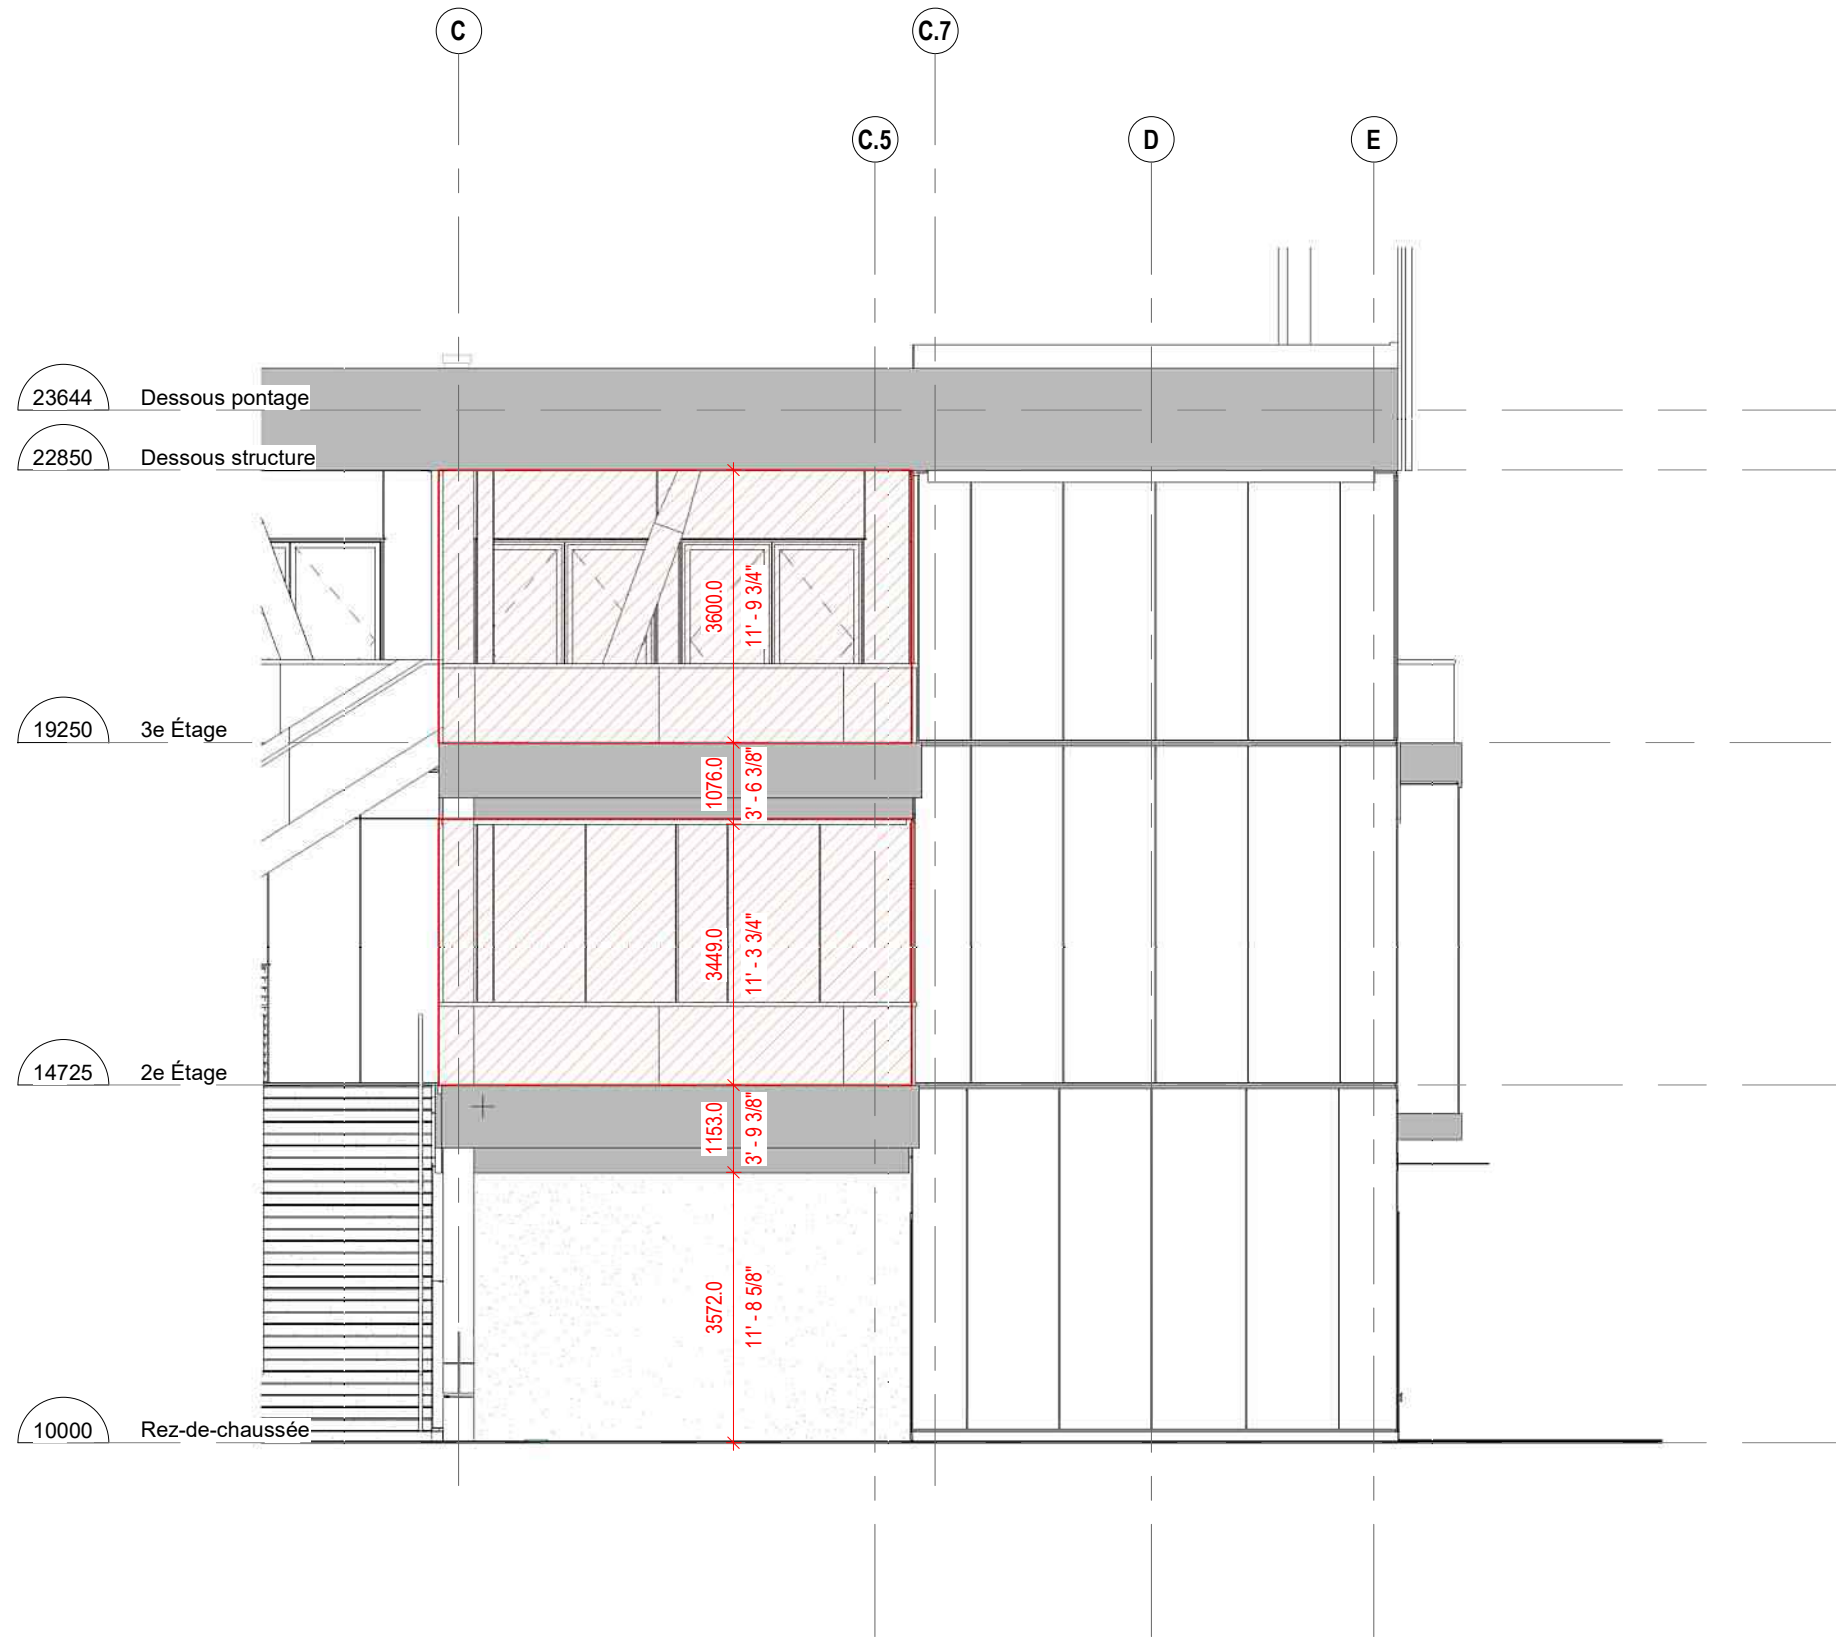 C
C.7
C.5
D
E
23644 Dessous pontage
22850 Dessous structure
3600.0
11' - 9 3/4"
19250 3e Étage
1076.0
3' - 6 3/8"
3449.0
11' - 3 3/4"
14725 2e Étage
1153.0
3' - 9 3/8"
3572.0
11' - 8 5/8"
10000 Rez-de-chaussée